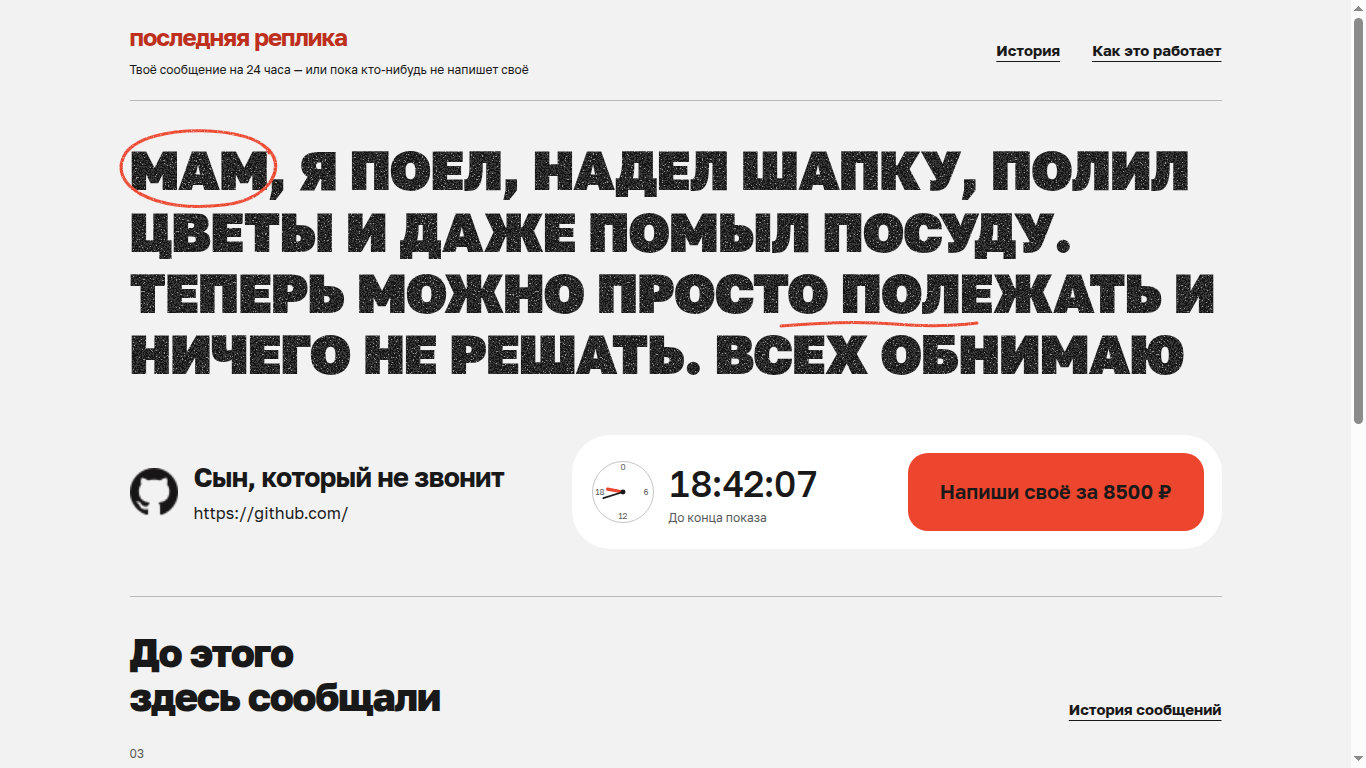 последняя реплика
Твоё сообщение на 24 часа — или пока кто-нибудь не напишет своё
История
Как это работает
МАМ, Я ПОЕЛ, НАДЕЛ ШАПКУ, ПОЛИЛ
ЦВЕТЫ И ДАЖЕ ПОМЫЛ ПОСУДУ.
ТЕПЕРЬ МОЖНО ПРОСТО ПОЛЕЖАТЬ И
НИЧЕГО НЕ РЕШАТЬ. ВСЕХ ОБНИМАЮ
Сын, который не звонит
https://github.com/
0
18
6
12
18:42:07
До конца показа
Напиши своё за 8500 ₽
До этого
здесь сообщали
История сообщений
03